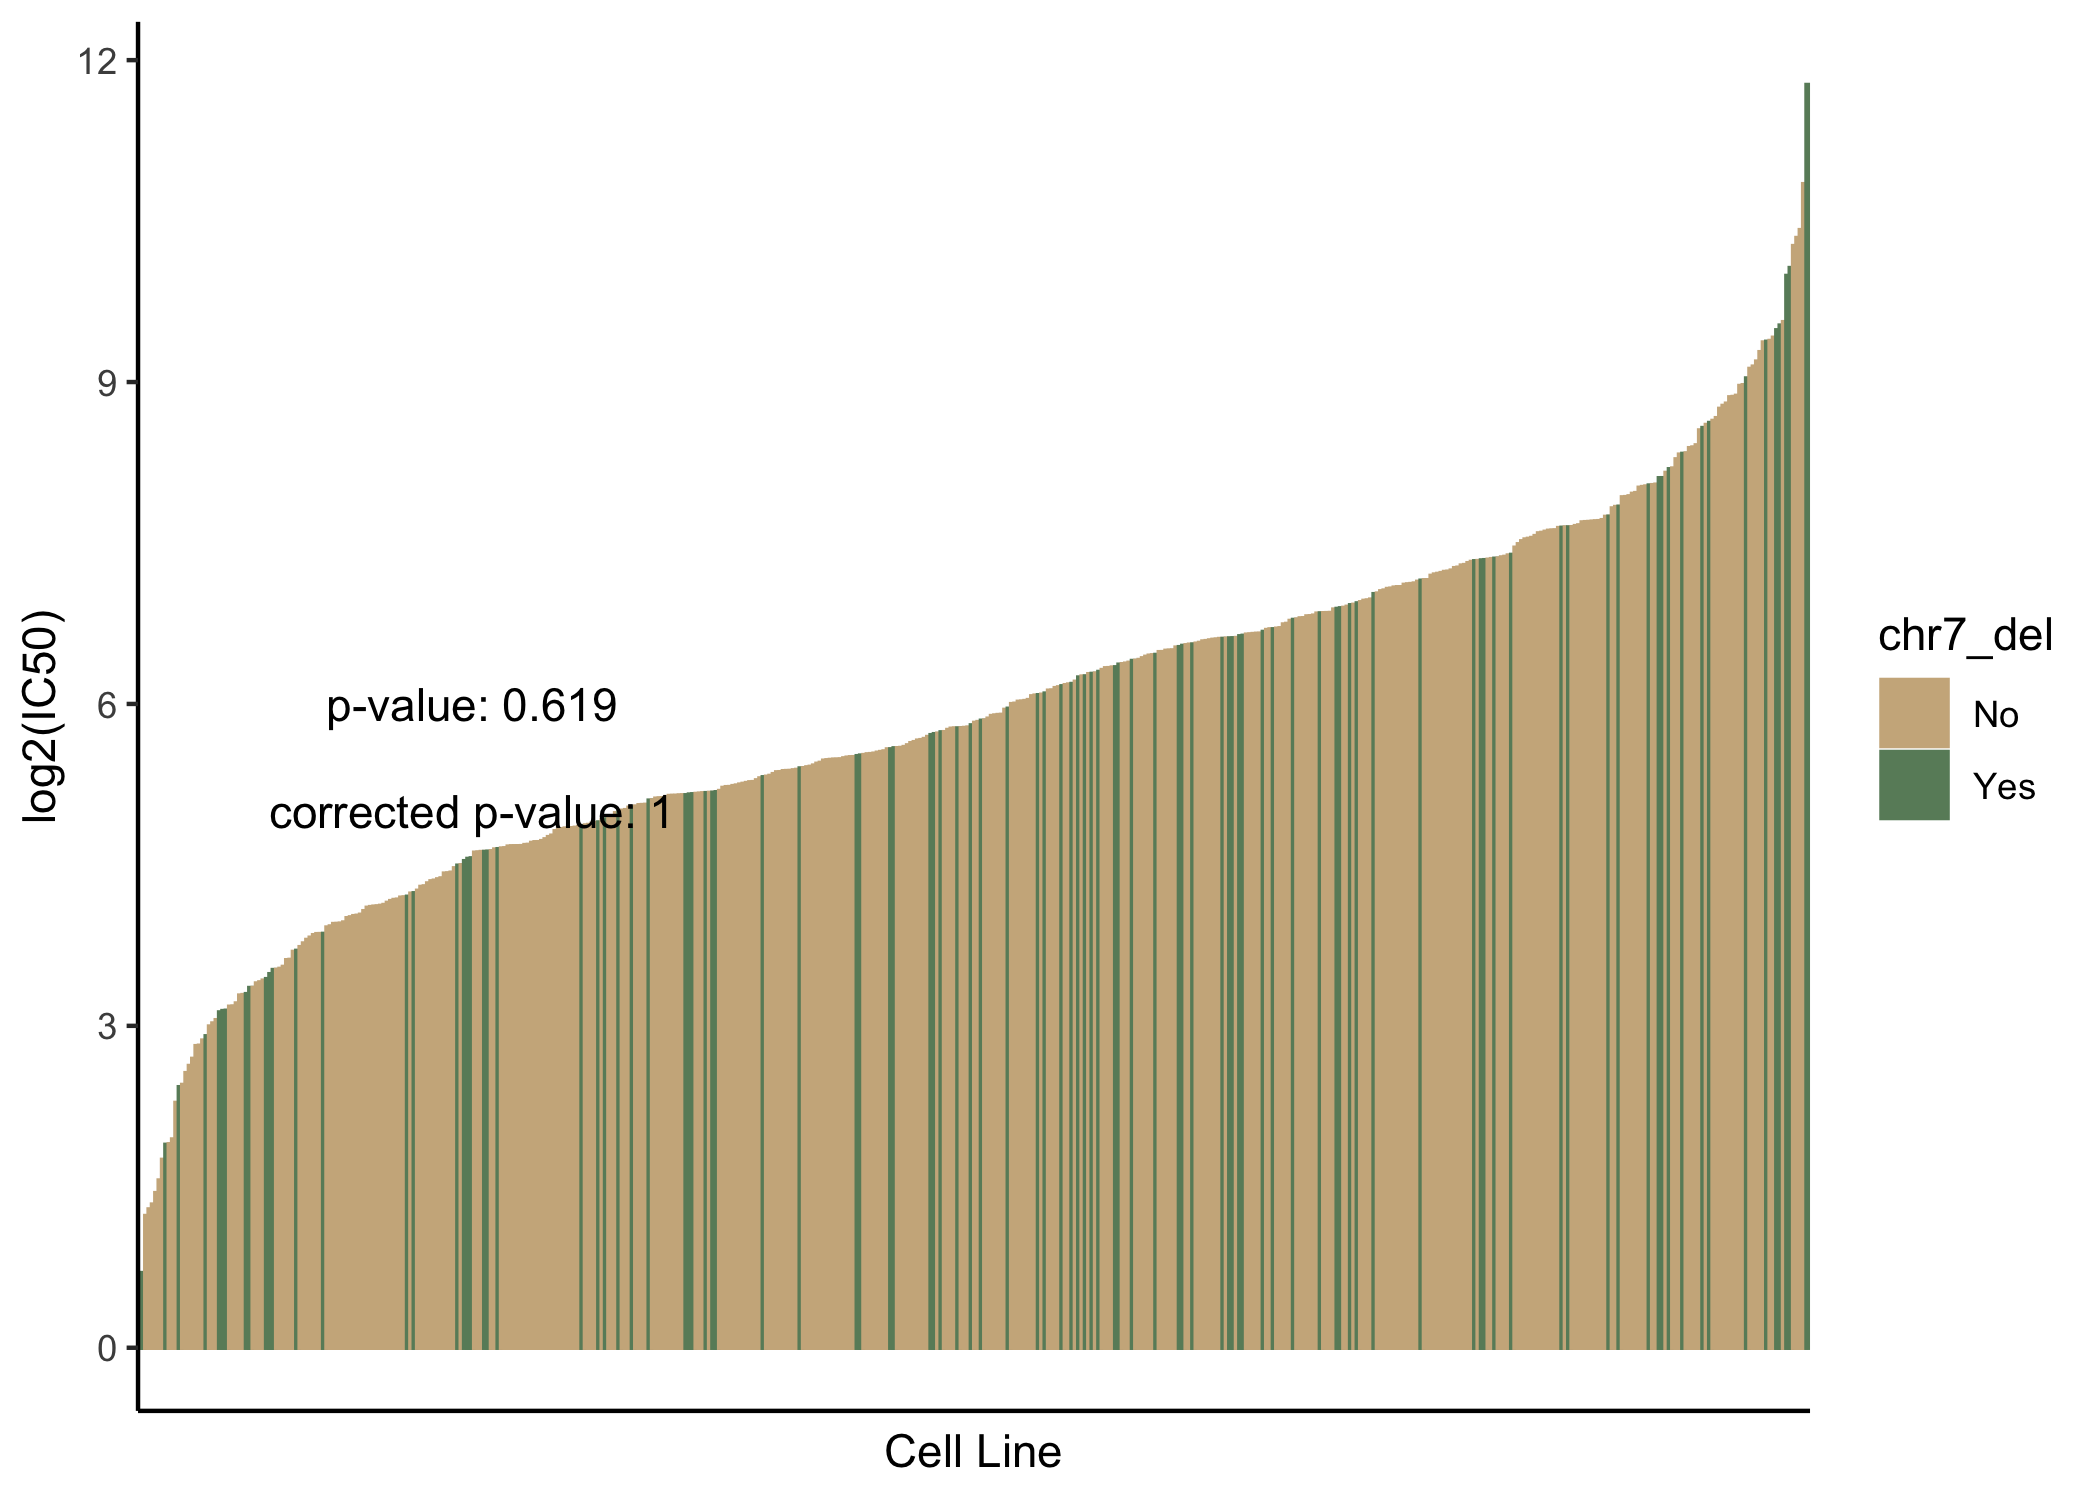 12
9
6
3
0
log2(IC50)
p-value: 0.619
corrected p-value: 1
Cell Line
chr7_del
No
Yes